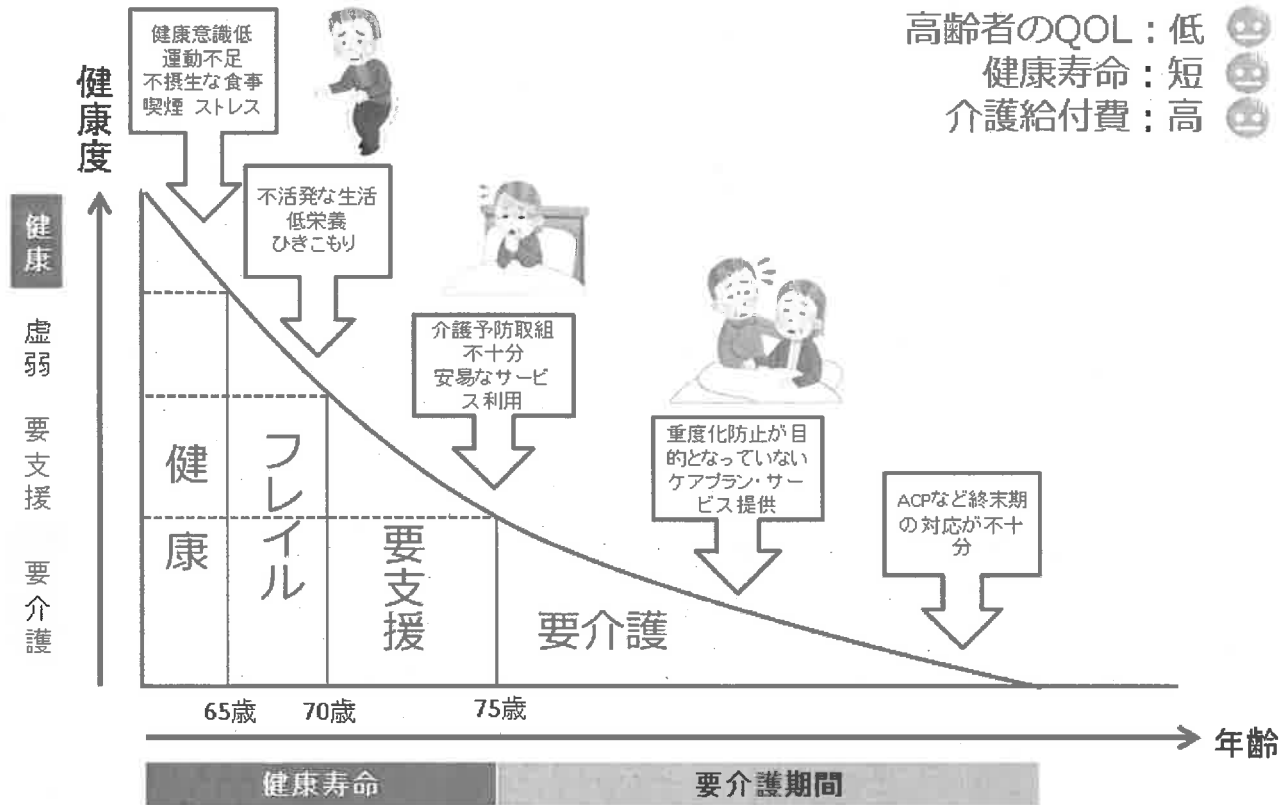 高齢者のQOL：低
健康寿命：短
介護給付費：高
健康度
健康
虚弱
要支援
要介護
健康意識低
運動不足
不摂生な食事
喫煙 ストレス
不活発な生活
低栄養
ひきこもり
介護予防取組
不十分
安易なサービ
ス利用
重度化防止が目
的となっていない
ケアプラン・サー
ビス提供
ACPなど終末期
の対応が不十
分
健康
フレイル
要支援
要介護
65歳
70歳
75歳
年齢
健康寿命
要介護期間